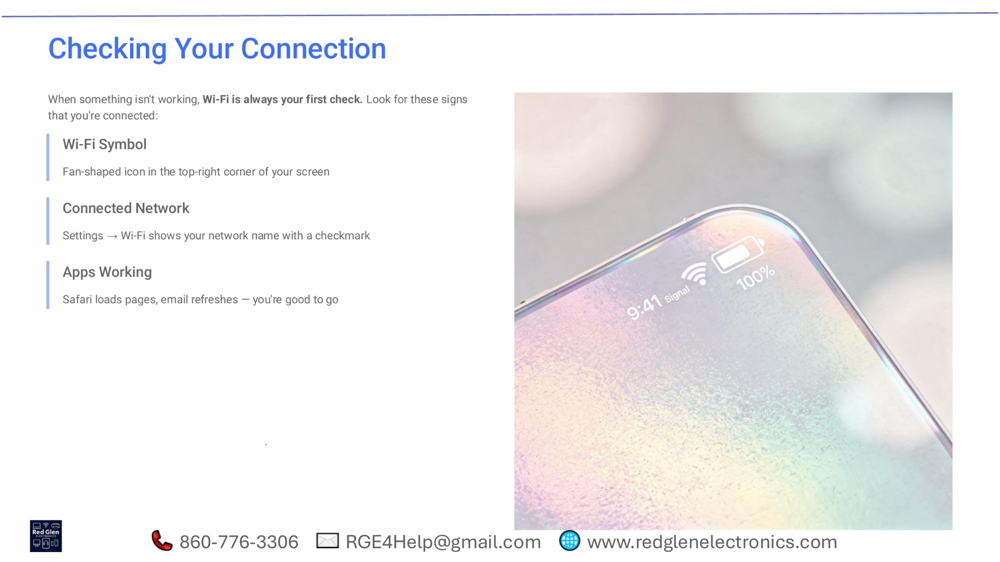 Checking Your Connection
When something isn't working, Wi-Fi is always your first check. Look for these signs
that you're connected:
Wi-Fi Symbol
Fan-shaped icon in the top-right corner of your screen
Connected Network
Settings → Wi-Fi shows your network name with a checkmark
Apps Working
Safari loads pages, email refreshes — you're good to go
.
9:41 Signal
100%
Red Glen
ELECTRONICS
860-776-3306
RGE4Help@gmail.com
www.redglenelectronics.com